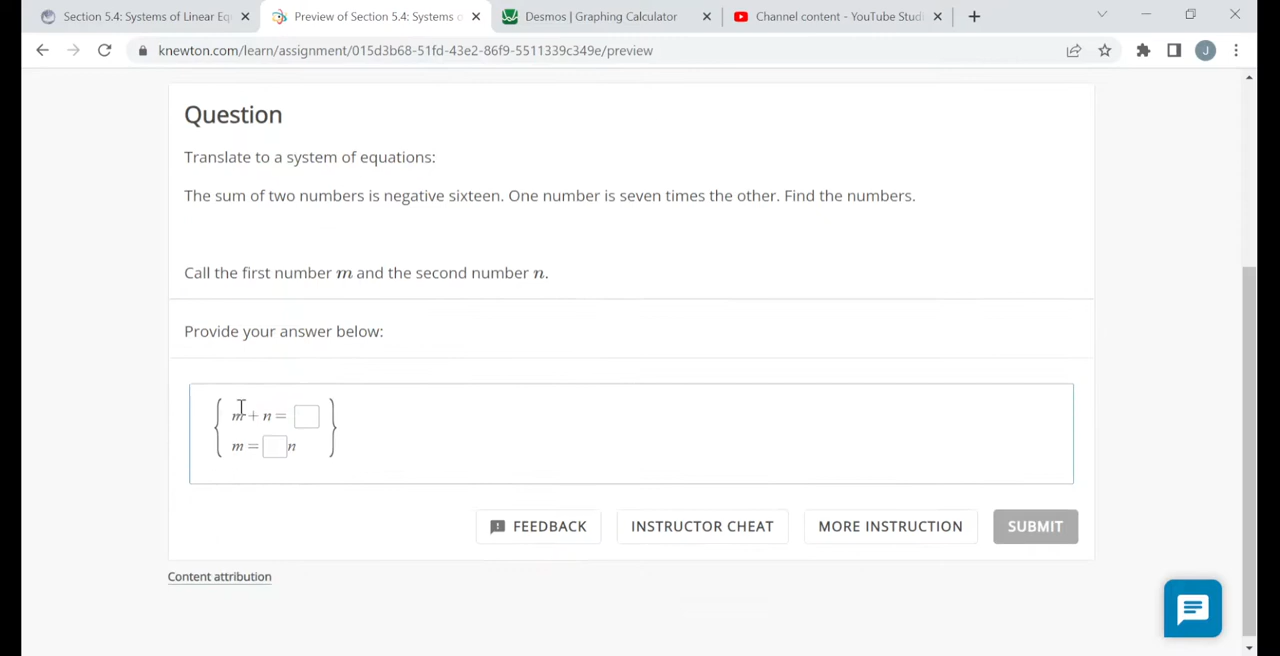 Section 5.4: Systems of Linear Equ
Preview of Section 5.4: Systems o
Desmos | Graphing Calculator
Channel content - YouTube Studi
knewton.com/learn/assignment/015d3b68-51fd-43e2-86f9-5511339c349e/preview
J
Question
Translate to a system of equations:
The sum of two numbers is negative sixteen. One number is seven times the other. Find the numbers.
Call the first number m and the second number n.
Provide your answer below:
m + n =
m = n
FEEDBACK
INSTRUCTOR CHEAT
MORE INSTRUCTION
SUBMIT
Content attribution